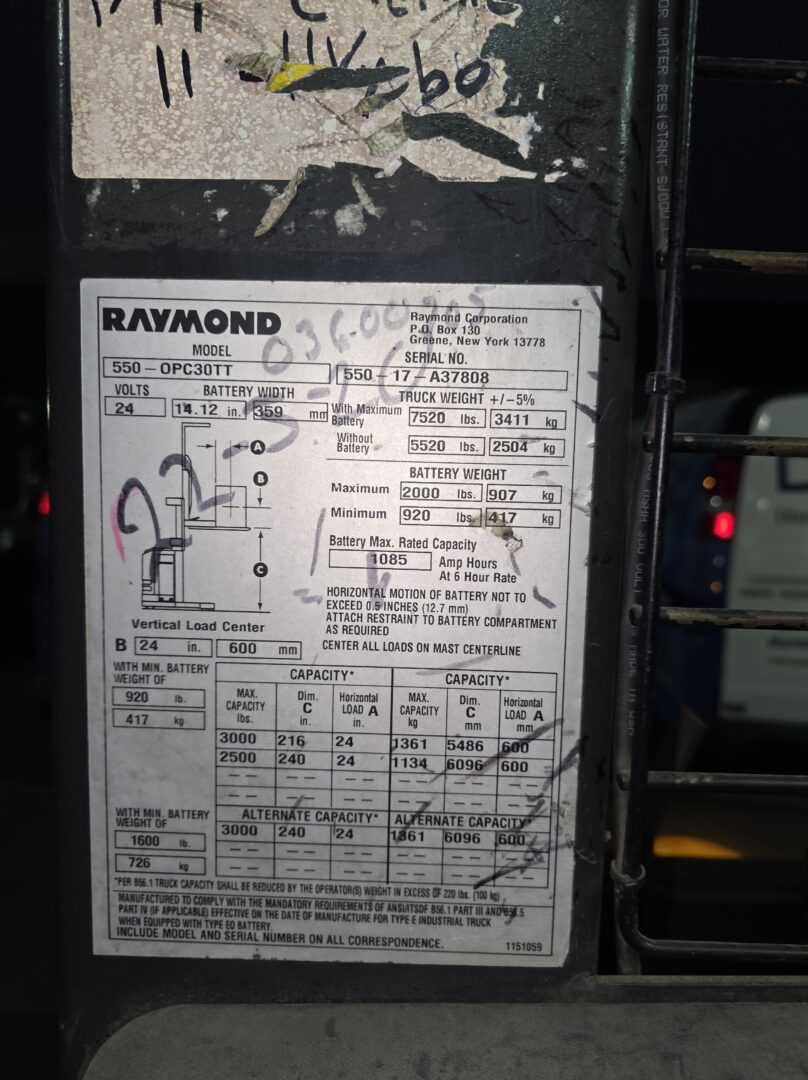 11
FOR WATER RESISTANT
RAYMOND
Raymond Corporation
P.O. Box 130
Greene, New York 13778
MODEL
550-OPC30TT
SERIAL NO.
550-17-A37808
VOLTS
24
BATTERY WIDTH
14.12 in. 359 mm
TRUCK WEIGHT +/-5%
With Maximum Battery 7520 lbs. 3411 kg
Without Battery 5520 lbs. 2504 kg
BATTERY WEIGHT
Maximum 2000 lbs. 907 kg
Minimum 920 lbs. 417 kg
Battery Max. Rated Capacity
1085 Amp Hours
At 6 Hour Rate
A
B
C
HORIZONTAL MOTION OF BATTERY NOT TO
EXCEED 0.5 INCHES (12.7 mm)
ATTACH RESTRAINT TO BATTERY COMPARTMENT
AS REQUIRED
CENTER ALL LOADS ON MAST CENTERLINE
Vertical Load Center
B 24 in. 600 mm
WITH MIN. BATTERY
WEIGHT OF
920 lb.
417 kg
CAPACITY* CAPACITY*
MAX. CAPACITY lbs. Dim. C in. Horizontal LOAD A in. MAX. CAPACITY kg Dim. C mm Horizontal LOAD A mm
3000 216 24 1361 5486 600
2500 240 24 1134 6096 600
-- -- -- -- -- --
-- -- -- -- -- --
WITH MIN. BATTERY
WEIGHT OF
1600 lb.
726 kg
ALTERNATE CAPACITY* ALTERNATE CAPACITY*
3000 240 24 1361 6096 600
-- -- -- -- -- --
-- -- -- -- -- --
*PER B56.1 TRUCK CAPACITY SHALL BE REDUCED BY THE OPERATOR(S) WEIGHT IN EXCESS OF 220 lbs. (100 kg)
MANUFACTURED TO COMPLY WITH THE MANDATORY REQUIREMENTS OF ANSI/ITSDF B56.1 PART III AND B56.5
PART IV (IF APPLICABLE) EFFECTIVE ON THE DATE OF MANUFACTURE FOR TYPE E INDUSTRIAL TRUCK
WHEN EQUIPPED WITH TYPE EO BATTERY.
INCLUDE MODEL AND SERIAL NUMBER ON ALL CORRESPONDENCE.
1151059